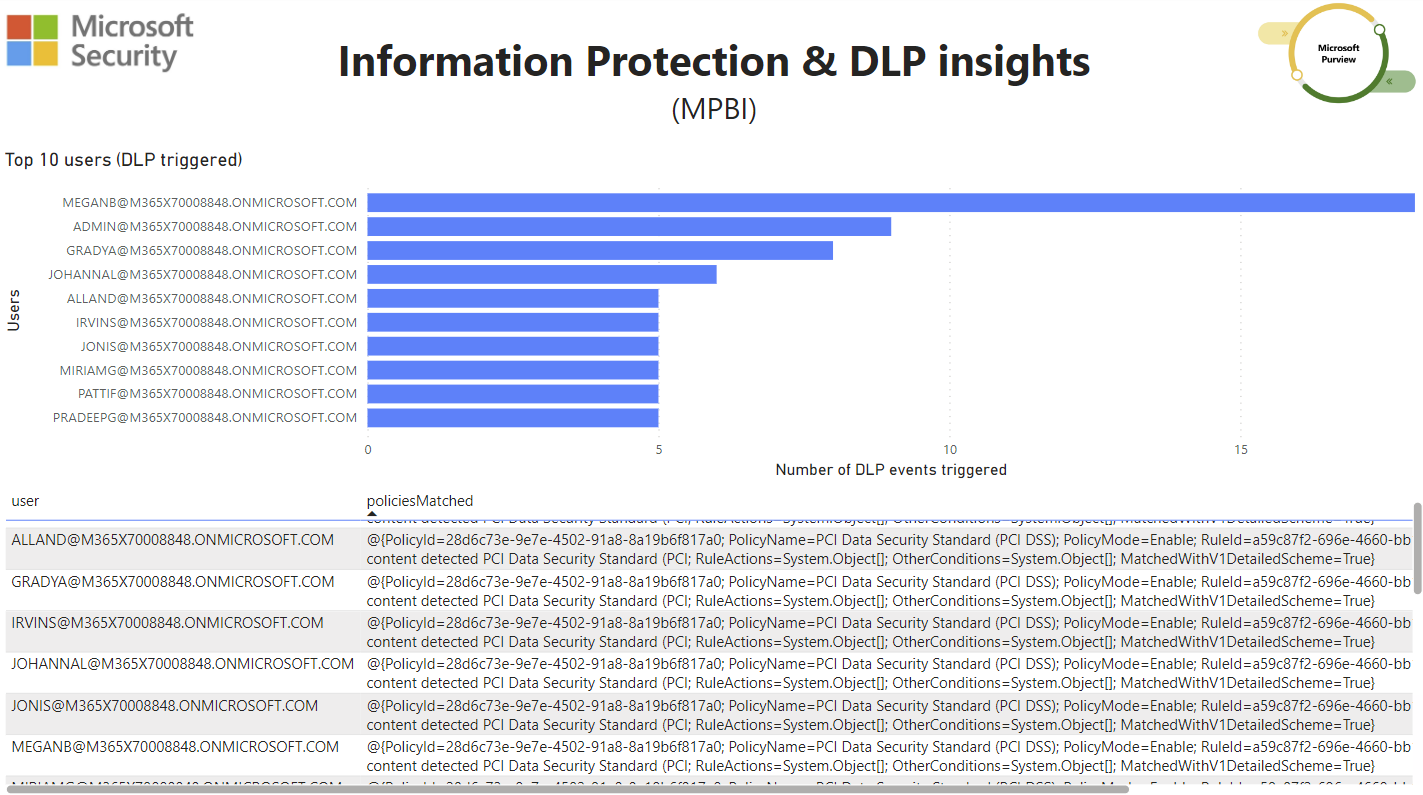 Microsoft
Security
Information Protection & DLP insights
(MPBI)
»
Microsoft
Purview
«
Top 10 users (DLP triggered)
Users
MEGANB@M365X70008848.ONMICROSOFT.COM
ADMIN@M365X70008848.ONMICROSOFT.COM
GRADYA@M365X70008848.ONMICROSOFT.COM
JOHANNAL@M365X70008848.ONMICROSOFT.COM
ALLAND@M365X70008848.ONMICROSOFT.COM
IRVINS@M365X70008848.ONMICROSOFT.COM
JONIS@M365X70008848.ONMICROSOFT.COM
MIRIAMG@M365X70008848.ONMICROSOFT.COM
PATTIF@M365X70008848.ONMICROSOFT.COM
PRADEEPG@M365X70008848.ONMICROSOFT.COM
0 5 10 15
Number of DLP events triggered
user policiesMatched
content detected PCI Data Security Standard (PCI; RuleActions=System.Object[]; OtherConditions=System.Object[]; MatchedWithV1DetailedScheme=True}
ALLAND@M365X70008848.ONMICROSOFT.COM @{PolicyId=28d6c73e-9e7e-4502-91a8-8a19b6f817a0; PolicyName=PCI Data Security Standard (PCI DSS); PolicyMode=Enable; RuleId=a59c87f2-696e-4660-bb
content detected PCI Data Security Standard (PCI; RuleActions=System.Object[]; OtherConditions=System.Object[]; MatchedWithV1DetailedScheme=True}
GRADYA@M365X70008848.ONMICROSOFT.COM @{PolicyId=28d6c73e-9e7e-4502-91a8-8a19b6f817a0; PolicyName=PCI Data Security Standard (PCI DSS); PolicyMode=Enable; RuleId=a59c87f2-696e-4660-bb
content detected PCI Data Security Standard (PCI; RuleActions=System.Object[]; OtherConditions=System.Object[]; MatchedWithV1DetailedScheme=True}
IRVINS@M365X70008848.ONMICROSOFT.COM @{PolicyId=28d6c73e-9e7e-4502-91a8-8a19b6f817a0; PolicyName=PCI Data Security Standard (PCI DSS); PolicyMode=Enable; RuleId=a59c87f2-696e-4660-bb
content detected PCI Data Security Standard (PCI; RuleActions=System.Object[]; OtherConditions=System.Object[]; MatchedWithV1DetailedScheme=True}
JOHANNAL@M365X70008848.ONMICROSOFT.COM @{PolicyId=28d6c73e-9e7e-4502-91a8-8a19b6f817a0; PolicyName=PCI Data Security Standard (PCI DSS); PolicyMode=Enable; RuleId=a59c87f2-696e-4660-bb
content detected PCI Data Security Standard (PCI; RuleActions=System.Object[]; OtherConditions=System.Object[]; MatchedWithV1DetailedScheme=True}
JONIS@M365X70008848.ONMICROSOFT.COM @{PolicyId=28d6c73e-9e7e-4502-91a8-8a19b6f817a0; PolicyName=PCI Data Security Standard (PCI DSS); PolicyMode=Enable; RuleId=a59c87f2-696e-4660-bb
content detected PCI Data Security Standard (PCI; RuleActions=System.Object[]; OtherConditions=System.Object[]; MatchedWithV1DetailedScheme=True}
MEGANB@M365X70008848.ONMICROSOFT.COM @{PolicyId=28d6c73e-9e7e-4502-91a8-8a19b6f817a0; PolicyName=PCI Data Security Standard (PCI DSS); PolicyMode=Enable; RuleId=a59c87f2-696e-4660-bb
content detected PCI Data Security Standard (PCI; RuleActions=System.Object[]; OtherConditions=System.Object[]; MatchedWithV1DetailedScheme=True}